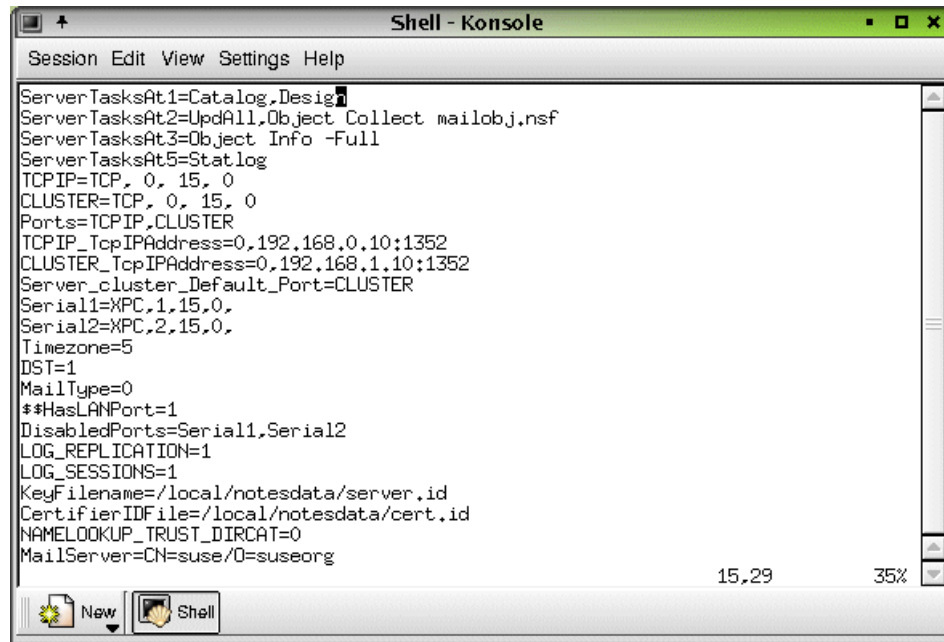 Shell - Konsole
Session Edit View Settings Help
ServerTasksAt1=Catalog,Design
ServerTasksAt2=UpdAll,Object Collect mailobj.nsf
ServerTasksAt3=Object Info -Full
ServerTasksAt5=Statlog
TCPIP=TCP, 0, 15, 0
CLUSTER=TCP, 0, 15, 0
Ports=TCPIP,CLUSTER
TCPIP_TcpIPAddress=0,192.168.0.10:1352
CLUSTER_TcpIPAddress=0,192.168.1.10:1352
Server_cluster_Default_Port=CLUSTER
Serial1=XPC,1,15,0,
Serial2=XPC,2,15,0,
Timezone=5
DST=1
MailType=0
$$HasLANPort=1
DisabledPorts=Serial1,Serial2
LOG_REPLICATION=1
LOG_SESSIONS=1
KeyFilename=/local/notesdata/server.id
CertifierIDFile=/local/notesdata/cert.id
NAMELOOKUP_TRUST_DIRCAT=0
MailServer=CN=suse/O=suseorg
15,29 35%
New Shell